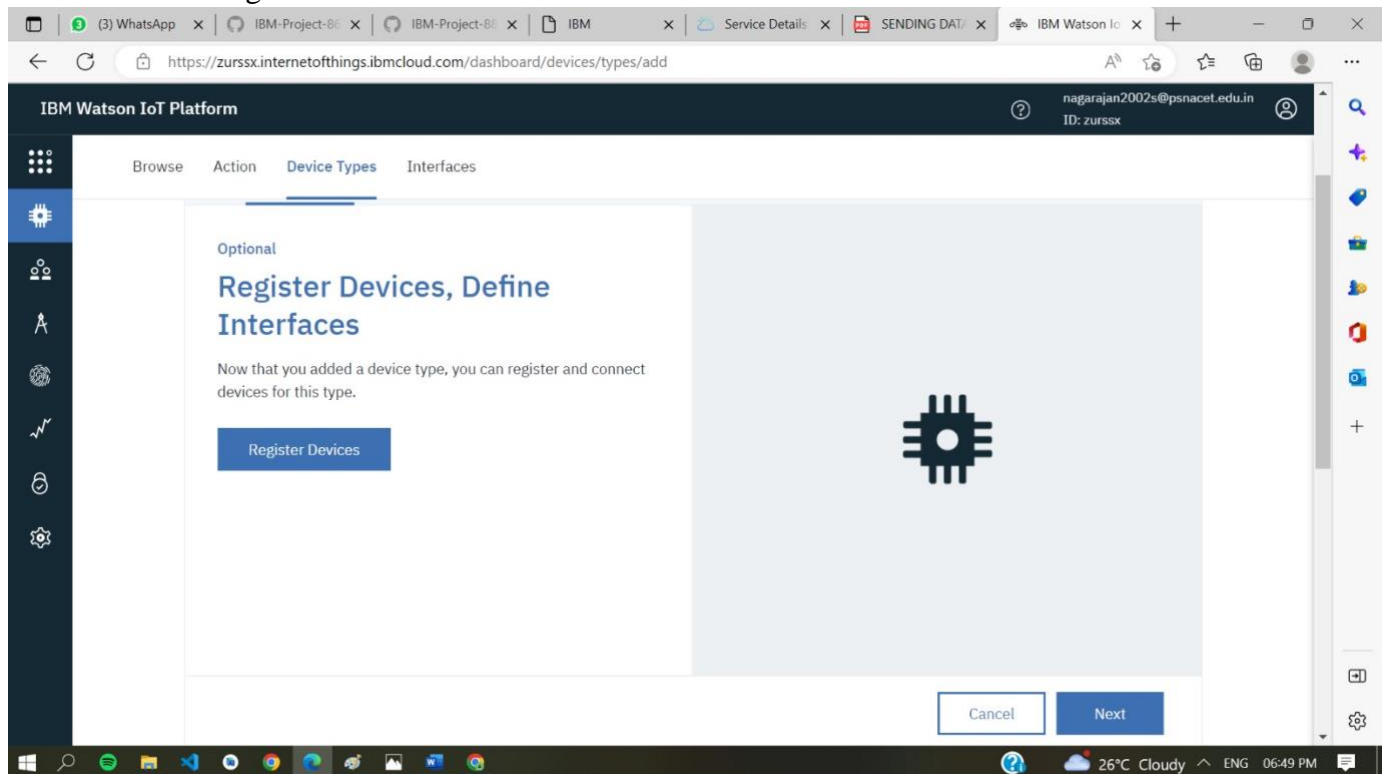 (3) WhatsApp
IBM-Project-86
IBM-Project-88
IBM
Service Details
SENDING DATA
IBM Watson Io
https://zurssx.internetofthings.ibmcloud.com/dashboard/devices/types/add
IBM Watson IoT Platform
nagarajan2002s@psnacet.edu.in
ID: zurssx
Browse Action Device Types Interfaces
Optional
Register Devices, Define
Interfaces
Now that you added a device type, you can register and connect
devices for this type.
Register Devices
Cancel Next
26°C Cloudy ENG 06:49 PM